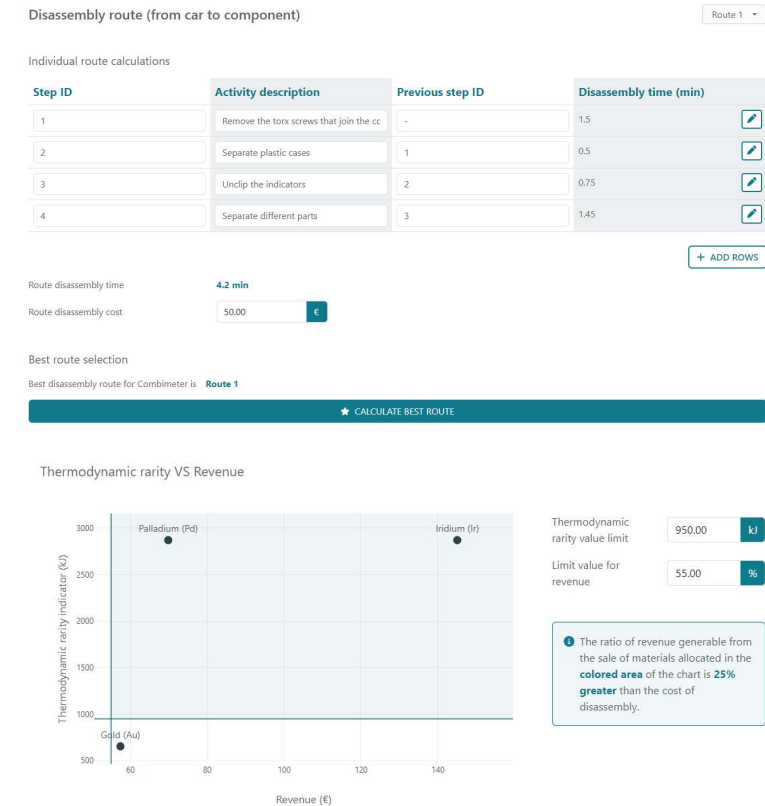 Disassembly route (from car to component)
Route 1
Individual route calculations
Step ID Activity description Previous step ID Disassembly time (min)
1 Remove the torx screws that join the cc - 1.5
2 Separate plastic cases 1 0.5
3 Unclip the indicators 2 0.75
4 Separate different parts 3 1.45
+ ADD ROWS
Route disassembly time 4.2 min
Route disassembly cost 50.00 €
Best route selection
Best disassembly route for Combimeter is Route 1
CALCULATE BEST ROUTE
Thermodynamic rarity VS Revenue
Thermodynamic rarity indicator (kJ)
3000
2500
2000
1500
1000
500
Palladium (Pd)
Iridium (Ir)
Gold (Au)
60 80 100 120 140
Revenue (€)
Thermodynamic
rarity value limit
950.00 kJ
Limit value for
revenue
55.00 %
The ratio of revenue generable from
the sale of materials allocated in the
colored area of the chart is 25%
greater than the cost of
disassembly.